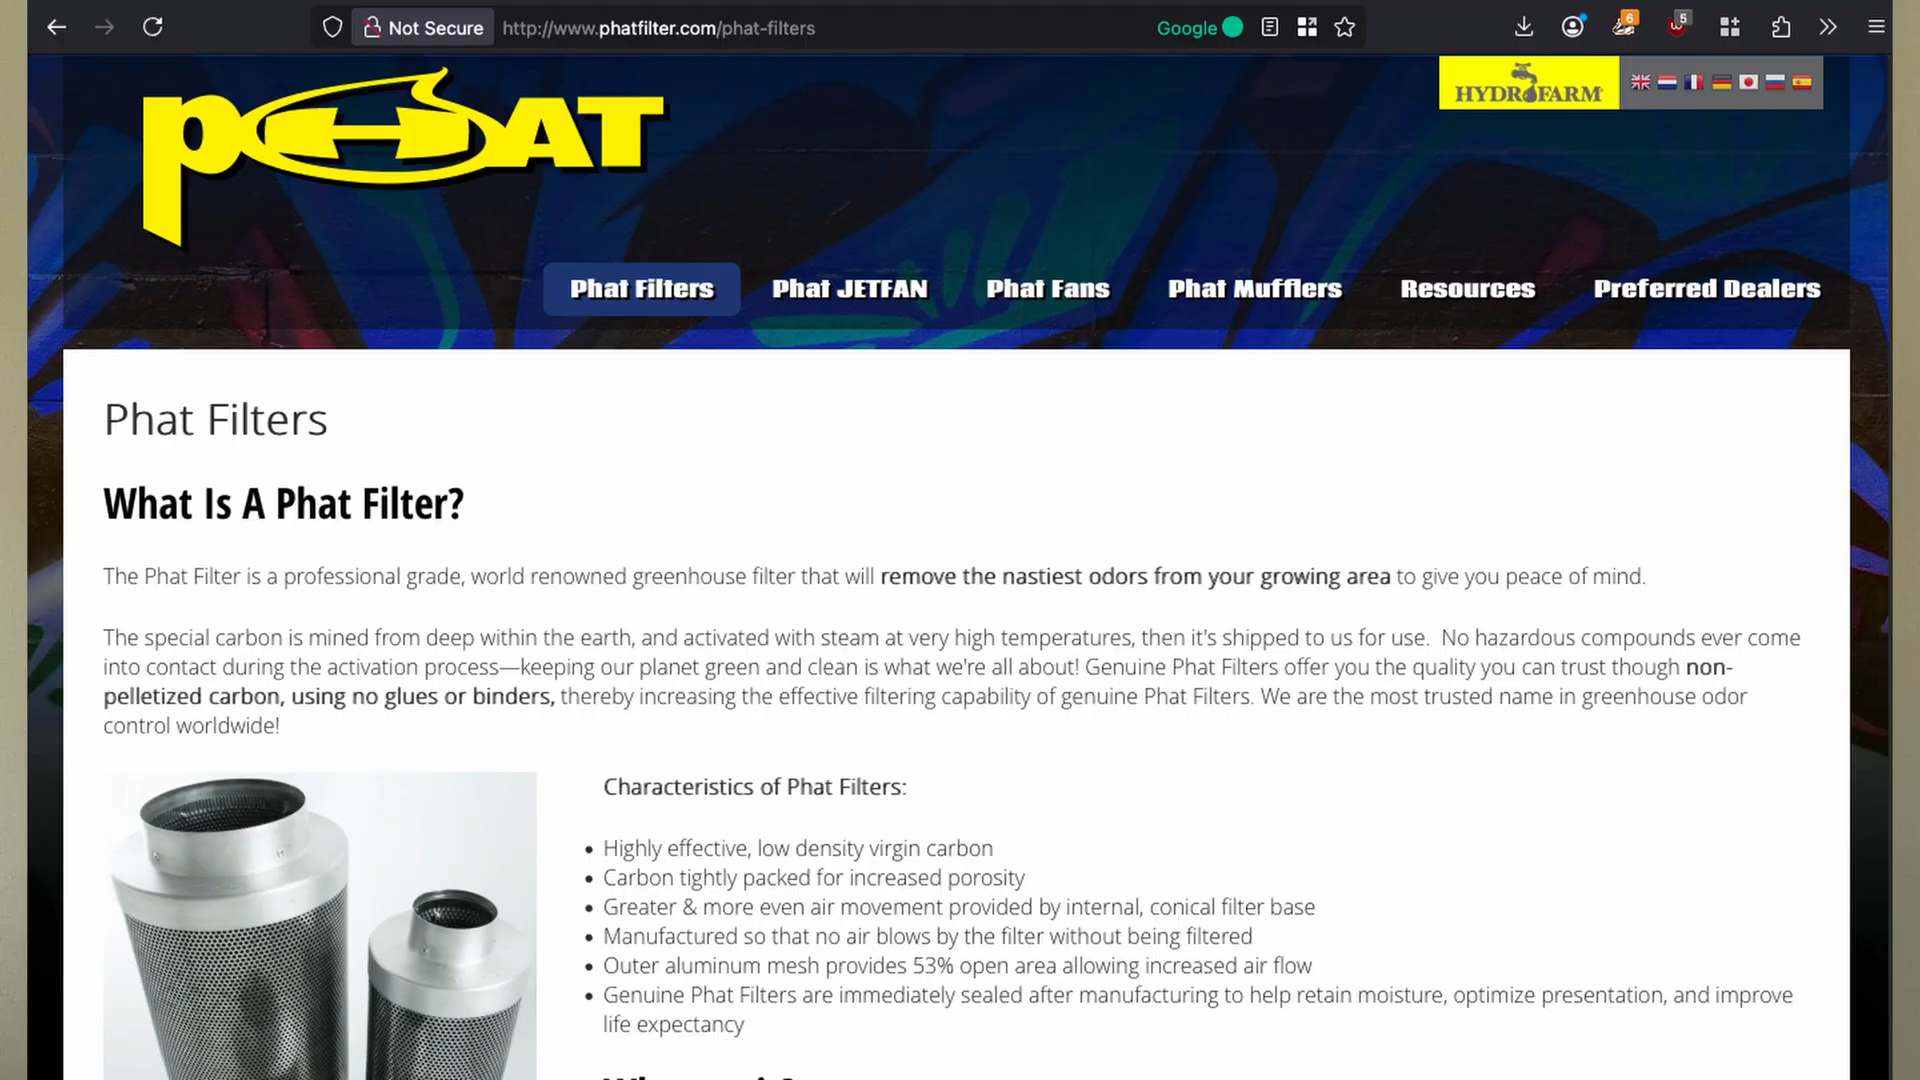 Not Secure
http://www.phatfilter.com/phat-filters
Google
6
5
pHAT
HYDROFARM
Phat Filters
Phat JETFAN
Phat Fans
Phat Mufflers
Resources
Preferred Dealers
Phat Filters
What Is A Phat Filter?
The Phat Filter is a professional grade, world renowned greenhouse filter that will remove the nastiest odors from your growing area to give you peace of mind.
The special carbon is mined from deep within the earth, and activated with steam at very high temperatures, then it's shipped to us for use. No hazardous compounds ever come
into contact during the activation process—keeping our planet green and clean is what we're all about! Genuine Phat Filters offer you the quality you can trust though non-
pelletized carbon, using no glues or binders, thereby increasing the effective filtering capability of genuine Phat Filters. We are the most trusted name in greenhouse odor
control worldwide!
Characteristics of Phat Filters:
• Highly effective, low density virgin carbon
• Carbon tightly packed for increased porosity
• Greater & more even air movement provided by internal, conical filter base
• Manufactured so that no air blows by the filter without being filtered
• Outer aluminum mesh provides 53% open area allowing increased air flow
• Genuine Phat Filters are immediately sealed after manufacturing to help retain moisture, optimize presentation, and improve
life expectancy